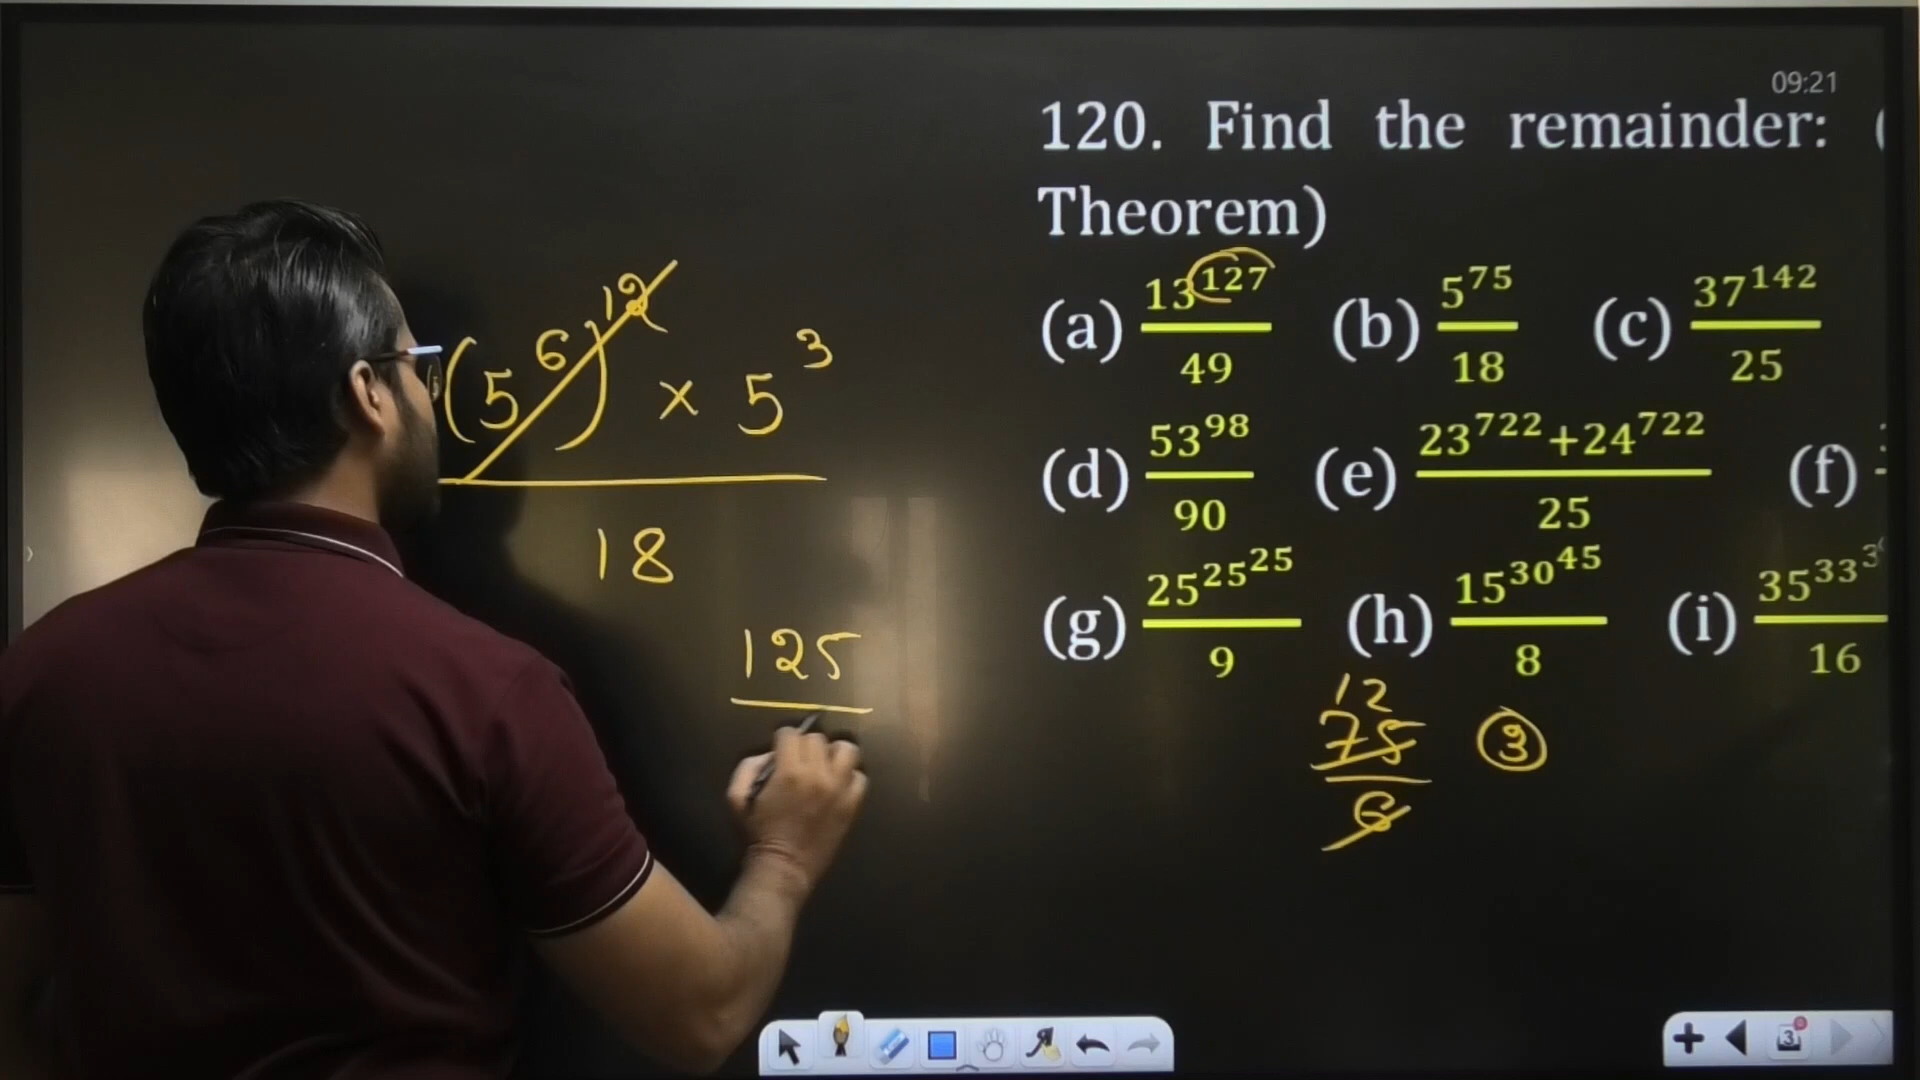 09:21
120. Find the remainder: (
Theorem)
(a) 13^127/49 (b) 5^75/18 (c) 37^142/25
(d) 53^98/90 (e) 23^722+24^722/25 (f)
(g) 25^25^25/9 (h) 15^30^45/8 (i) 35^33^3/16
(5^6)^12 × 5^3
18
125
12
75 ③
6
3